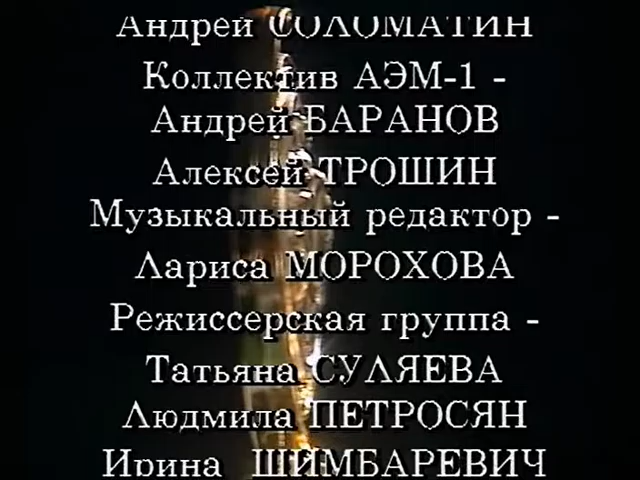 Андрей СОЛОМАТИН
Коллектив АЭМ-1 -
Андрей БАРАНОВ
Алексей ТРОШИН
Музыкальный редактор -
Лариса МОРОХОВА
Режиссерская группа -
Татьяна СУЛЯЕВА
Людмила ПЕТРОСЯН
Ирина ШИМБАРЕВИЧ